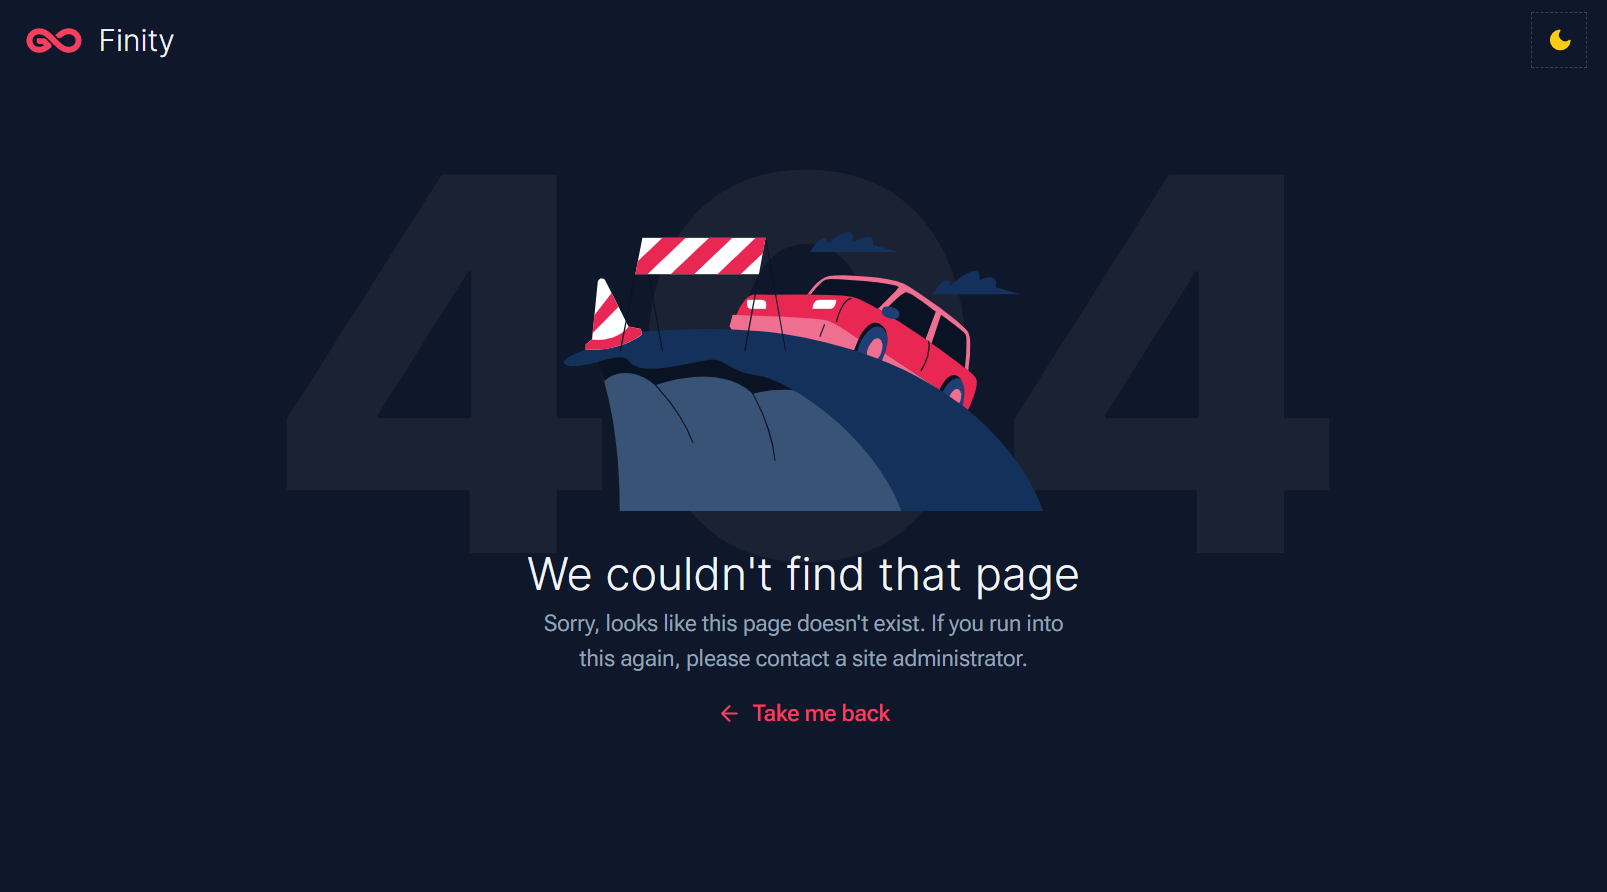 Finity
404
We couldn't find that page
Sorry, looks like this page doesn't exist. If you run into
this again, please contact a site administrator.
Take me back